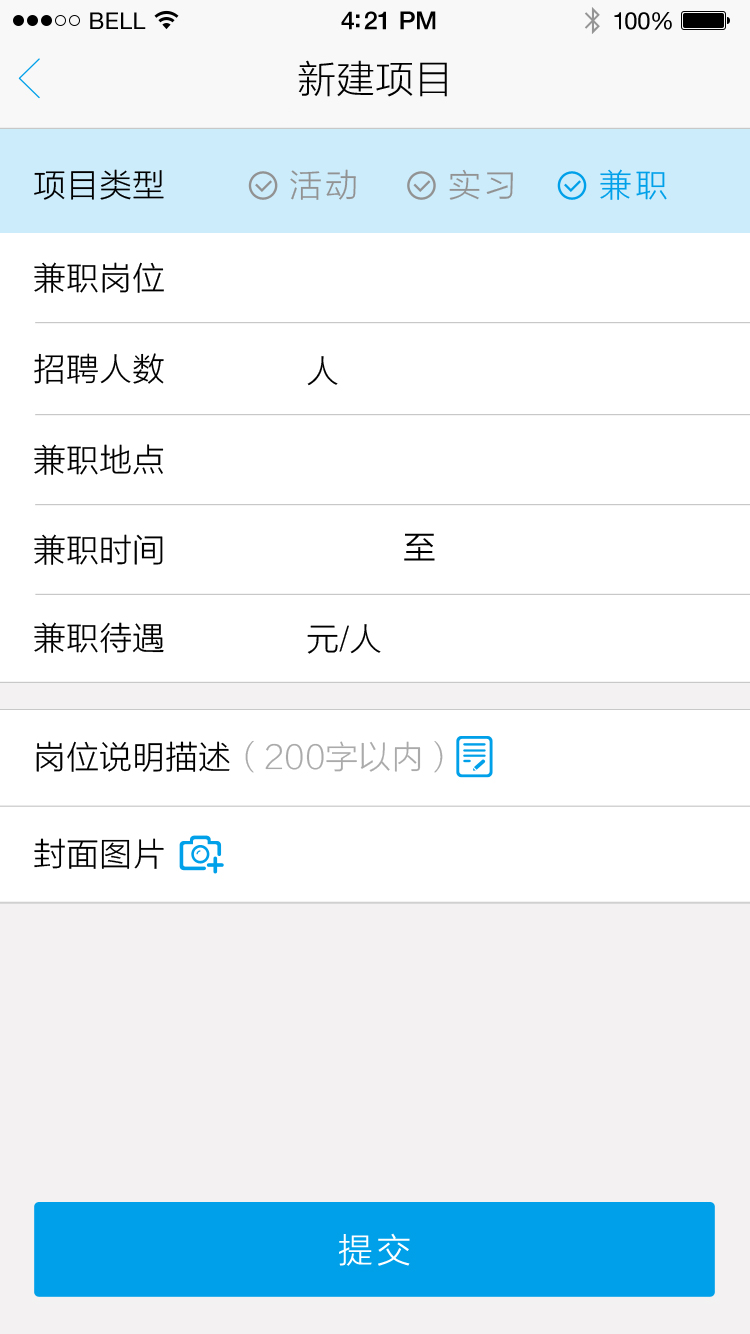 BELL 4:21 PM 100%
新建项目
项目类型 活动 实习 兼职
兼职岗位
招聘人数 人
兼职地点
兼职时间 至
兼职待遇 元/人
岗位说明描述（200字以内）
封面图片
提交